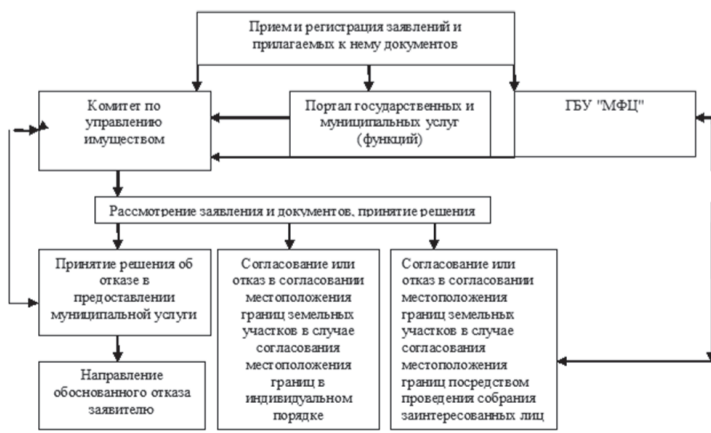 Прием и регистрация заявлений и
прилагаемых к нему документов
Комитет по
управлению
имуществом
Портал государственных и
муниципальных услуг
(функций)
ГБУ "МФЦ"
Рассмотрение заявления и документов, принятие решения
Принятие решения об
отказе в
предоставлении
муниципальной услуги
Согласование или
отказ в согласовании
местоположения
границ земельных
участков в случае
согласования
местоположения
границ в
индивидуальном
порядке
Согласование или
отказ в согласовании
местоположения
границ земельных
участков в случае
согласования
местоположения
границ посредством
проведения собрания
заинтересованных лиц
Направление
обоснованного отказа
заявителю